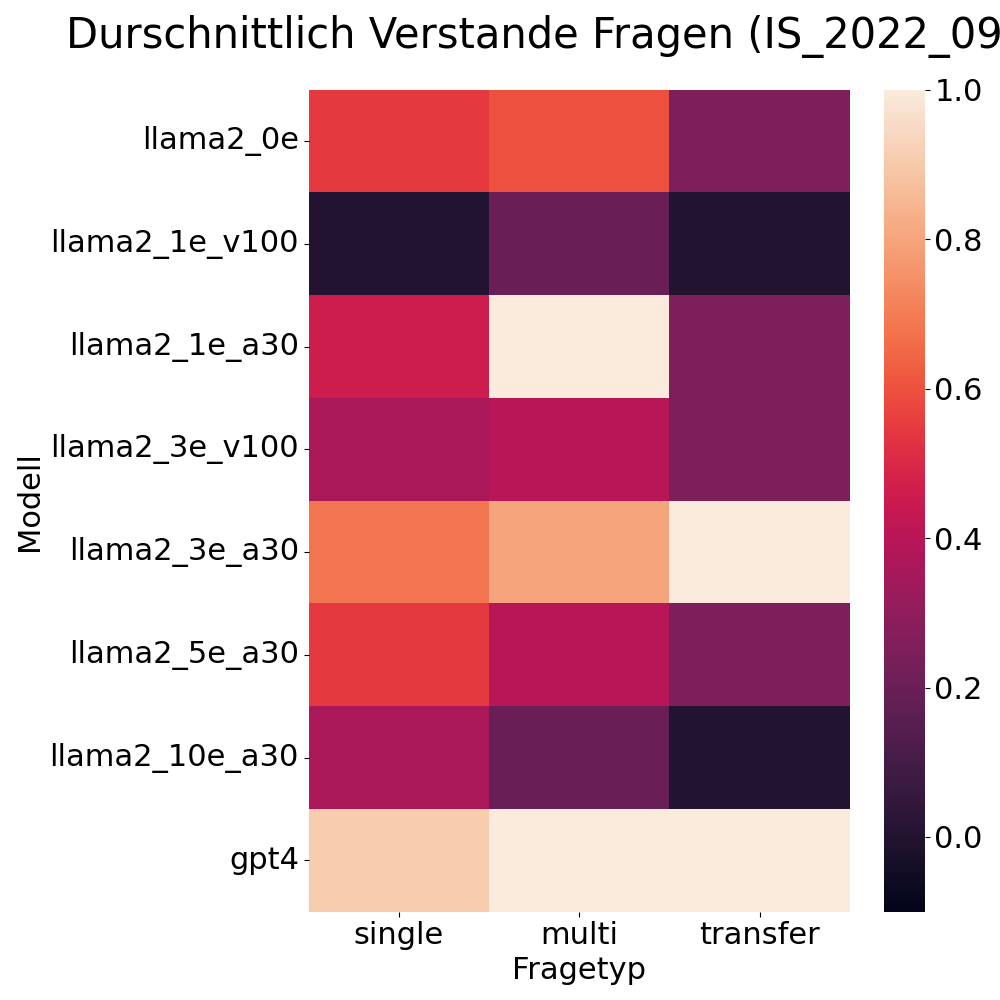 Durschnittlich Verstande Fragen (IS_2022_09
llama2_0e
llama2_1e_v100
llama2_1e_a30
llama2_3e_v100
llama2_3e_a30
llama2_5e_a30
llama2_10e_a30
gpt4
Modell
single multi transfer
Fragetyp
1.0
0.8
0.6
0.4
0.2
0.0